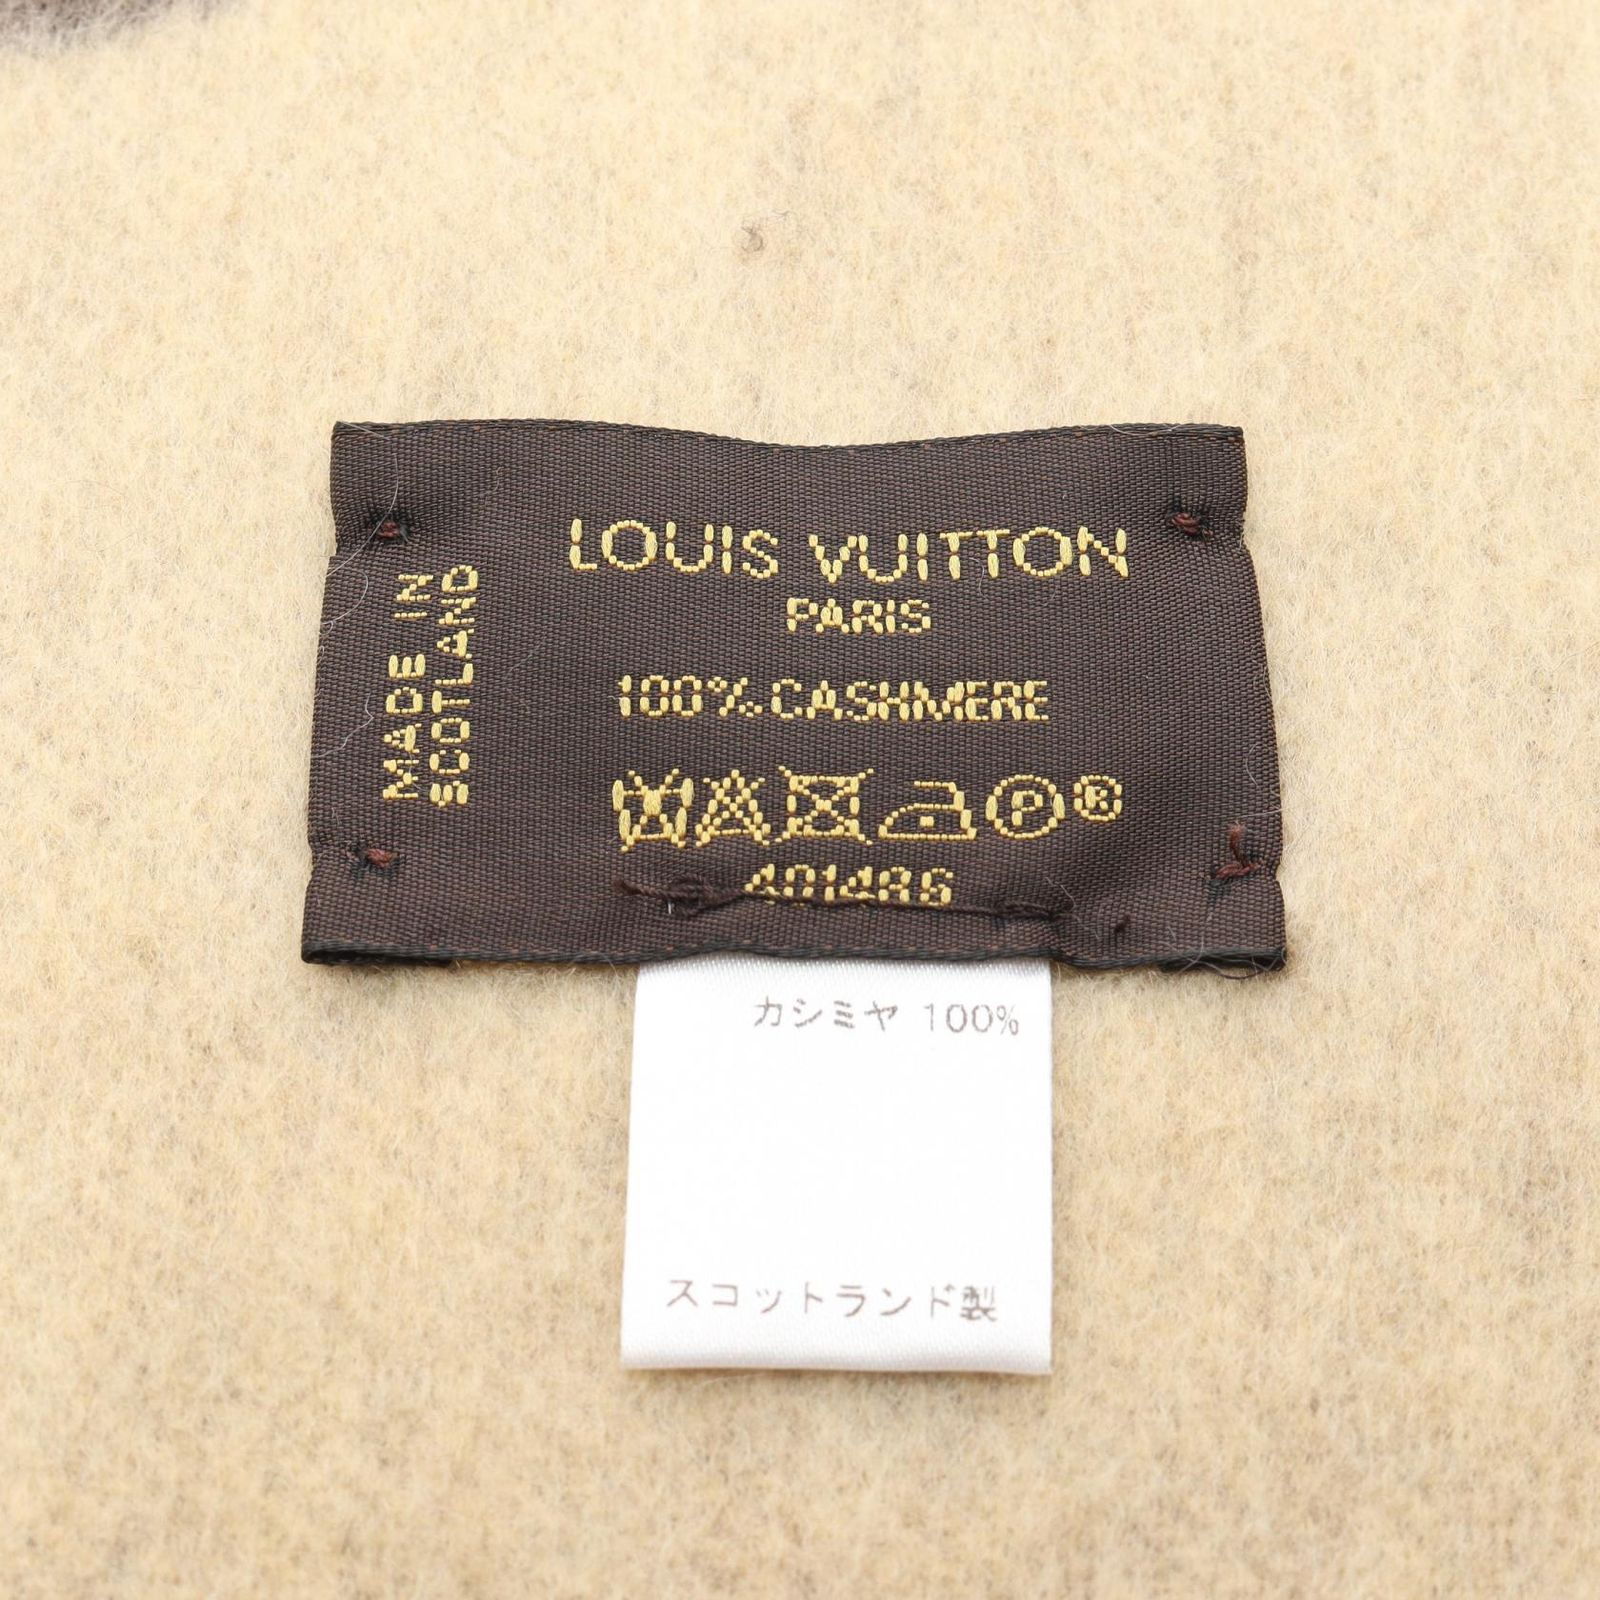 LOUIS VUITTON
PARIS
MADE IN
SCOTLAND
100% CASHMERE
P ®
401486
カシミヤ 100%
スコットランド製